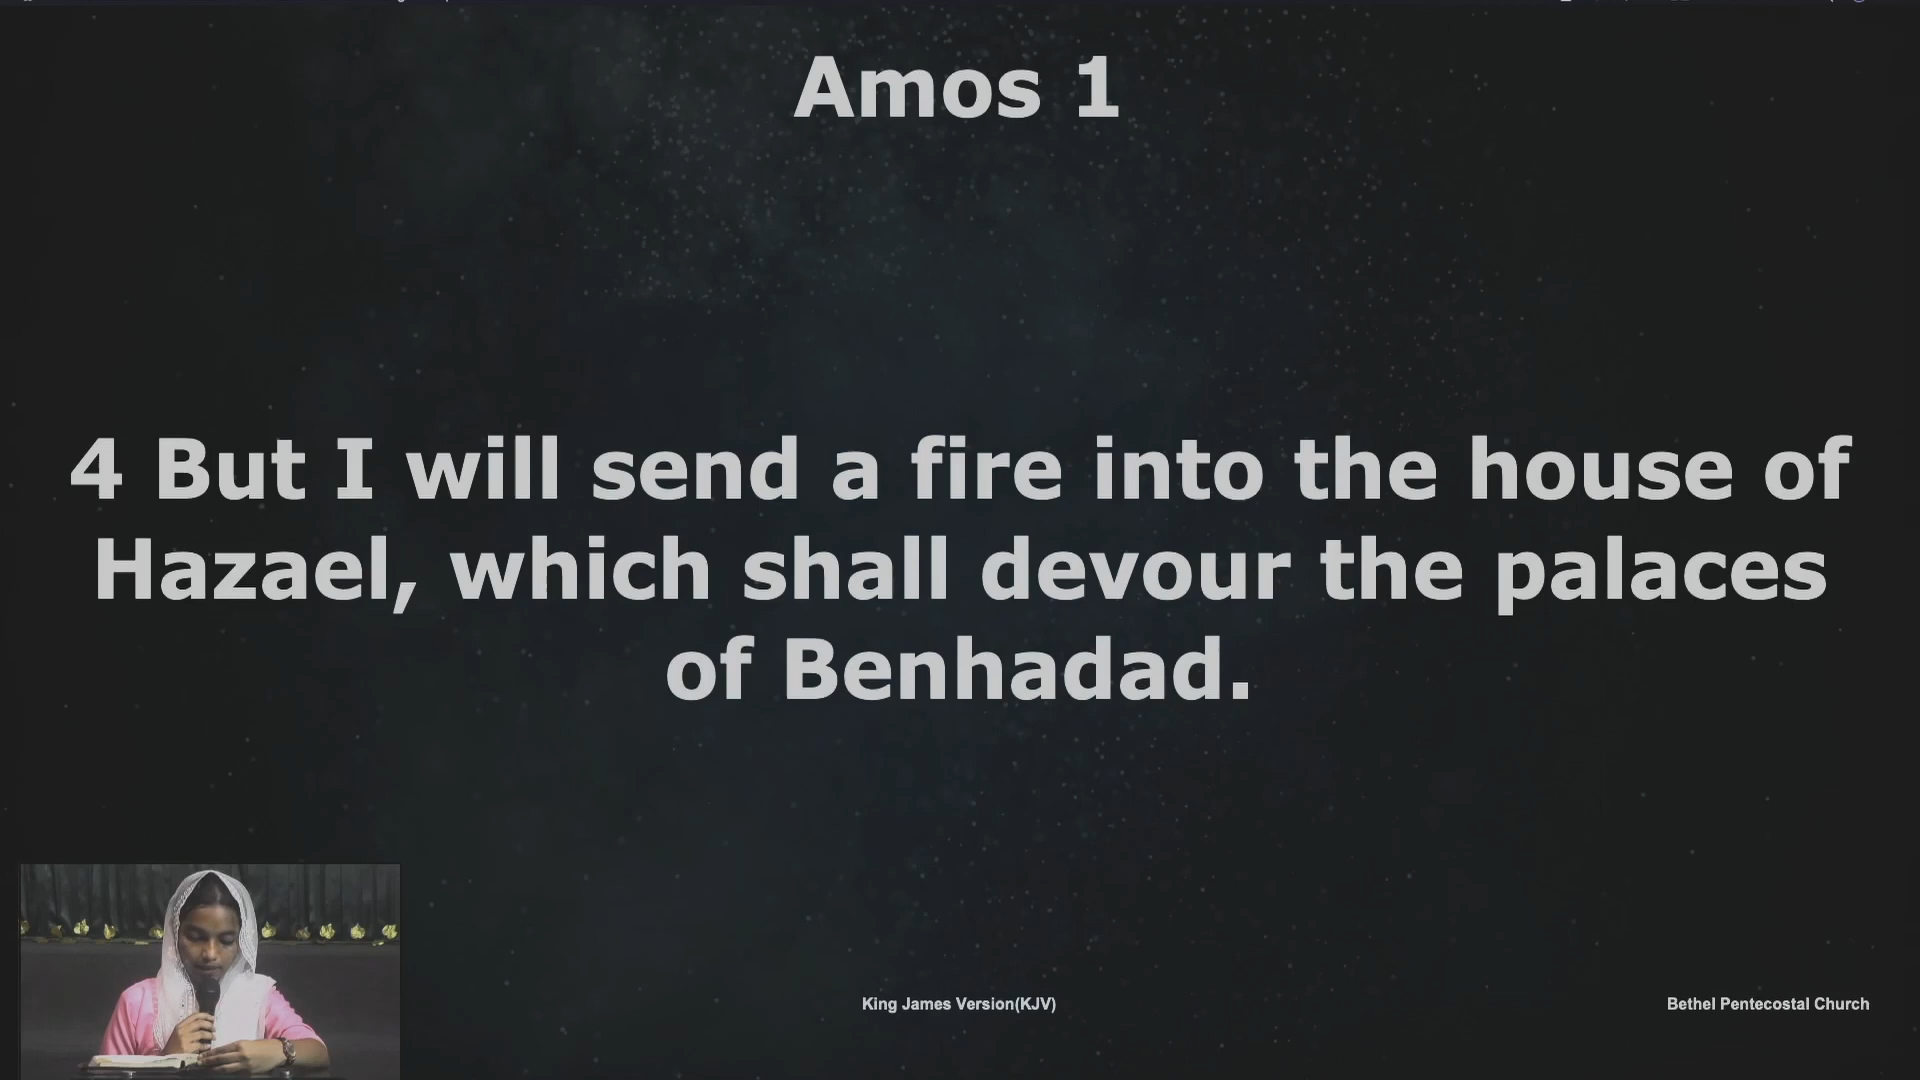 Amos 1
4 But I will send a fire into the house of
Hazael, which shall devour the palaces
of Benhadad.
King James Version(KJV)
Bethel Pentecostal Church